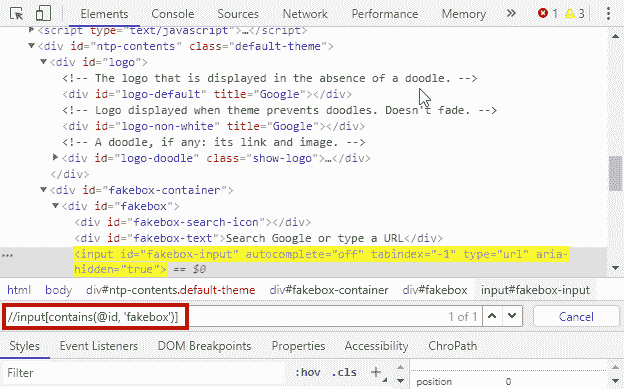 Elements Console Sources Network Performance Memory » 1 3
<script type="text/javascript">…</script>
<div id="ntp-contents" class="default-theme">
<div id="logo">
<!-- The logo that is displayed in the absence of a doodle. -->
<div id="logo-default" title="Google"></div>
<!-- Logo displayed when theme prevents doodles. Doesn't fade. -->
<div id="logo-non-white" title="Google"></div>
<!-- A doodle, if any: its link and image. -->
<div id="logo-doodle" class="show-logo">…</div>
</div>
<div id="fakebox-container">
<div id="fakebox">
<div id="fakebox-search-icon"></div>
<div id="fakebox-text">Search Google or type a URL</div>
… <input id="fakebox-input" autocomplete="off" tabindex="-1" type="url" aria-
hidden="true"> == $0
html body div#ntp-contents.default-theme div#fakebox-container div#fakebox input#fakebox-input
//input[contains(@id, 'fakebox')] 1 of 1 Cancel
Styles Event Listeners DOM Breakpoints Properties Accessibility ChroPath
Filter :hov .cls +
position 0